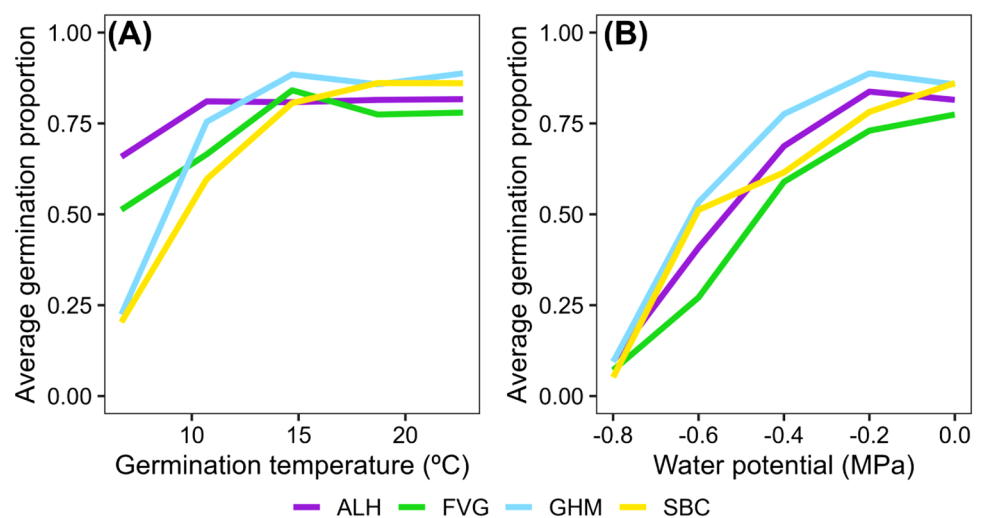 (A)
Average germination proportion
1.00
0.75
0.50
0.25
0.00
10 15 20
Germination temperature (ºC)
(B)
Average germination proportion
1.00
0.75
0.50
0.25
0.00
-0.8 -0.6 -0.4 -0.2 0.0
Water potential (MPa)
ALH FVG GHM SBC